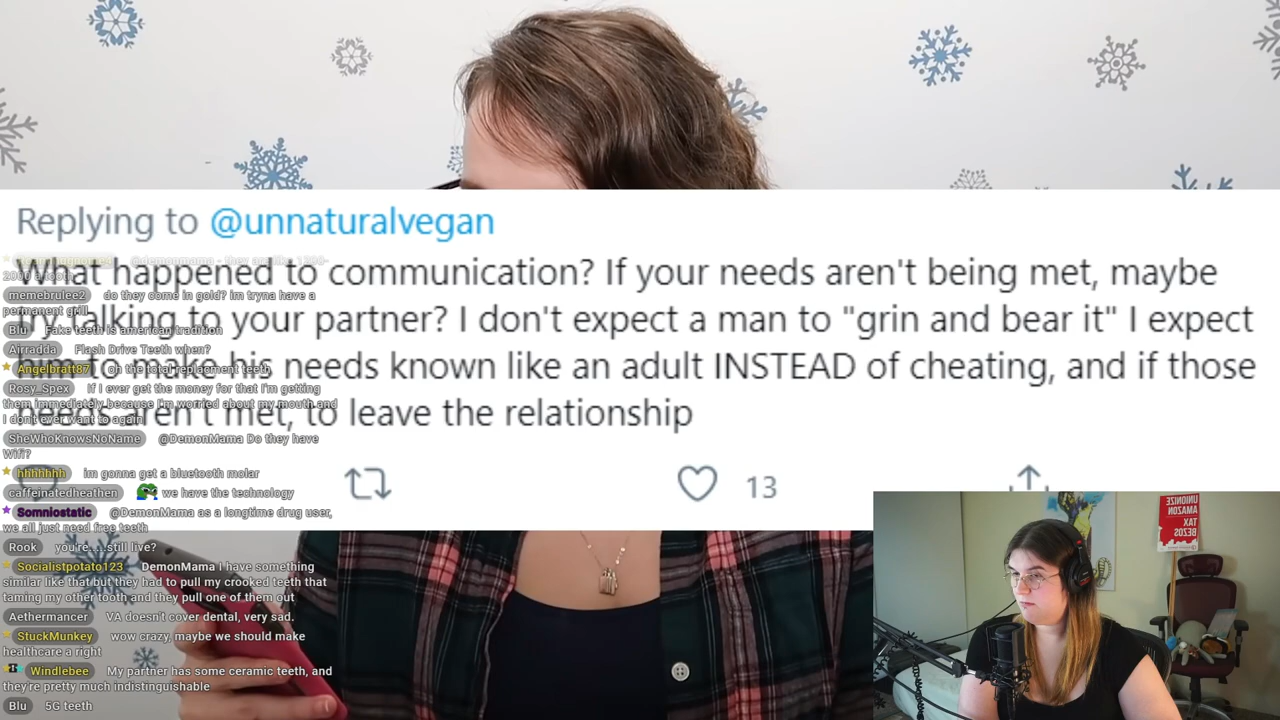 Replying to @unnaturalvegan
What happened to communication? If your needs aren't being met, maybe
talking to your partner? I don't expect a man to "grin and bear it" I expect
make his needs known like an adult INSTEAD of cheating, and if those
needs aren't met, to leave the relationship
13
@demonmama - they are like 1200-
2000 a tooth
memebrulee2 do they come in gold? im tryna have a
permanent grill
Blu Fake teeth is american tradition
Airradda Flash Drive Teeth when?
Angelbratt87 oh the total replacment teeth
Rosy_Spex If I ever get the money for that I'm getting
them immediately because I'm worried about my mouth and
I don't ever want to again
SheWhoKnowsNoName @DemonMama Do they have
Wifi?
hhhhhhh im gonna get a bluetooth molar
caffeinatedheathen we have the technology
Somniostatic @DemonMama as a longtime drug user,
we all just need free teeth
Rook you're....still live?
Socialistpotato123 DemonMama I have something
similar like that but they had to pull my crooked teeth that
taming my other tooth and they pull one of them out
Aethermancer VA doesn't cover dental, very sad.
StuckMunkey wow crazy, maybe we should make
healthcare a right
Windlebee My partner has some ceramic teeth, and
they're pretty much indistinguishable
Blu 5G teeth
UNIONIZE
AMAZON
TAX
BEZOS